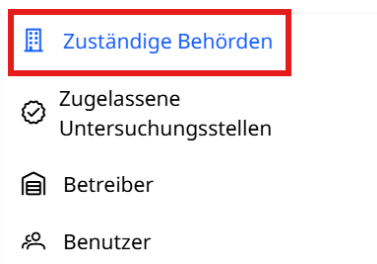 Zuständige Behörden
Zugelassene
Untersuchungsstellen
Betreiber
Benutzer